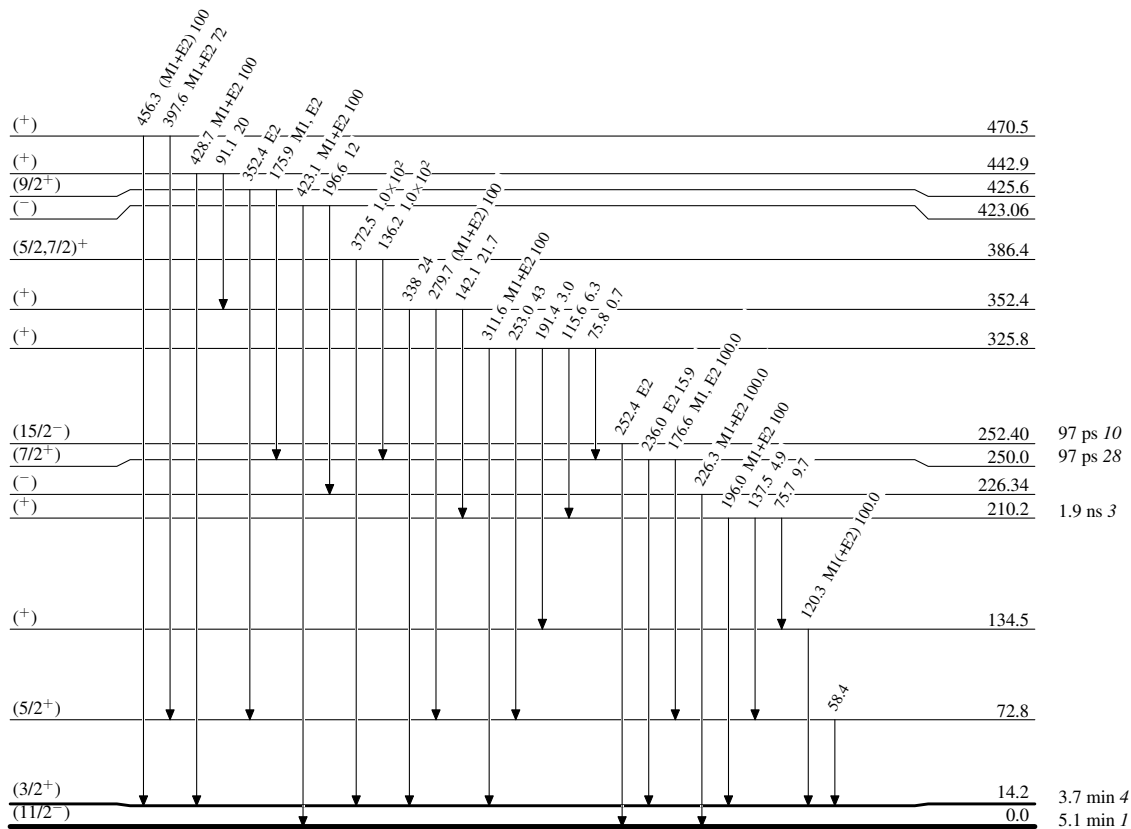 456.3 (M1+E2) 100
397.6 M1+E2 72
428.7 M1+E2 100
91.1 20
352.4 E2
175.9 M1, E2
423.1 M1+E2 100
196.6 12
372.5 1.0×10²
136.2 1.0×10²
338 24
279.7 (M1+E2) 100
142.1 21.7
311.6 M1+E2 100
253.0 43
191.4 3.0
115.6 6.3
75.8 0.7
252.4 E2
236.0 E2 15.9
176.6 M1, E2 100.0
226.3 M1+E2 100.0
196.0 M1+E2 100
137.5 4.9
75.7 9.7
120.3 M1(+E2) 100.0
58.4
(⁺) 470.5
(⁺) 442.9
(9/2⁺) 425.6
(⁻) 423.06
(5/2,7/2)⁺ 386.4
(⁺) 352.4
(⁺) 325.8
(15/2⁻) 252.40 97 ps 10
(7/2⁺) 250.0 97 ps 28
(⁻) 226.34
(⁺) 210.2 1.9 ns 3
(⁺) 134.5
(5/2⁺) 72.8
(3/2⁺) 14.2 3.7 min 4
(11/2⁻) 0.0 5.1 min 1